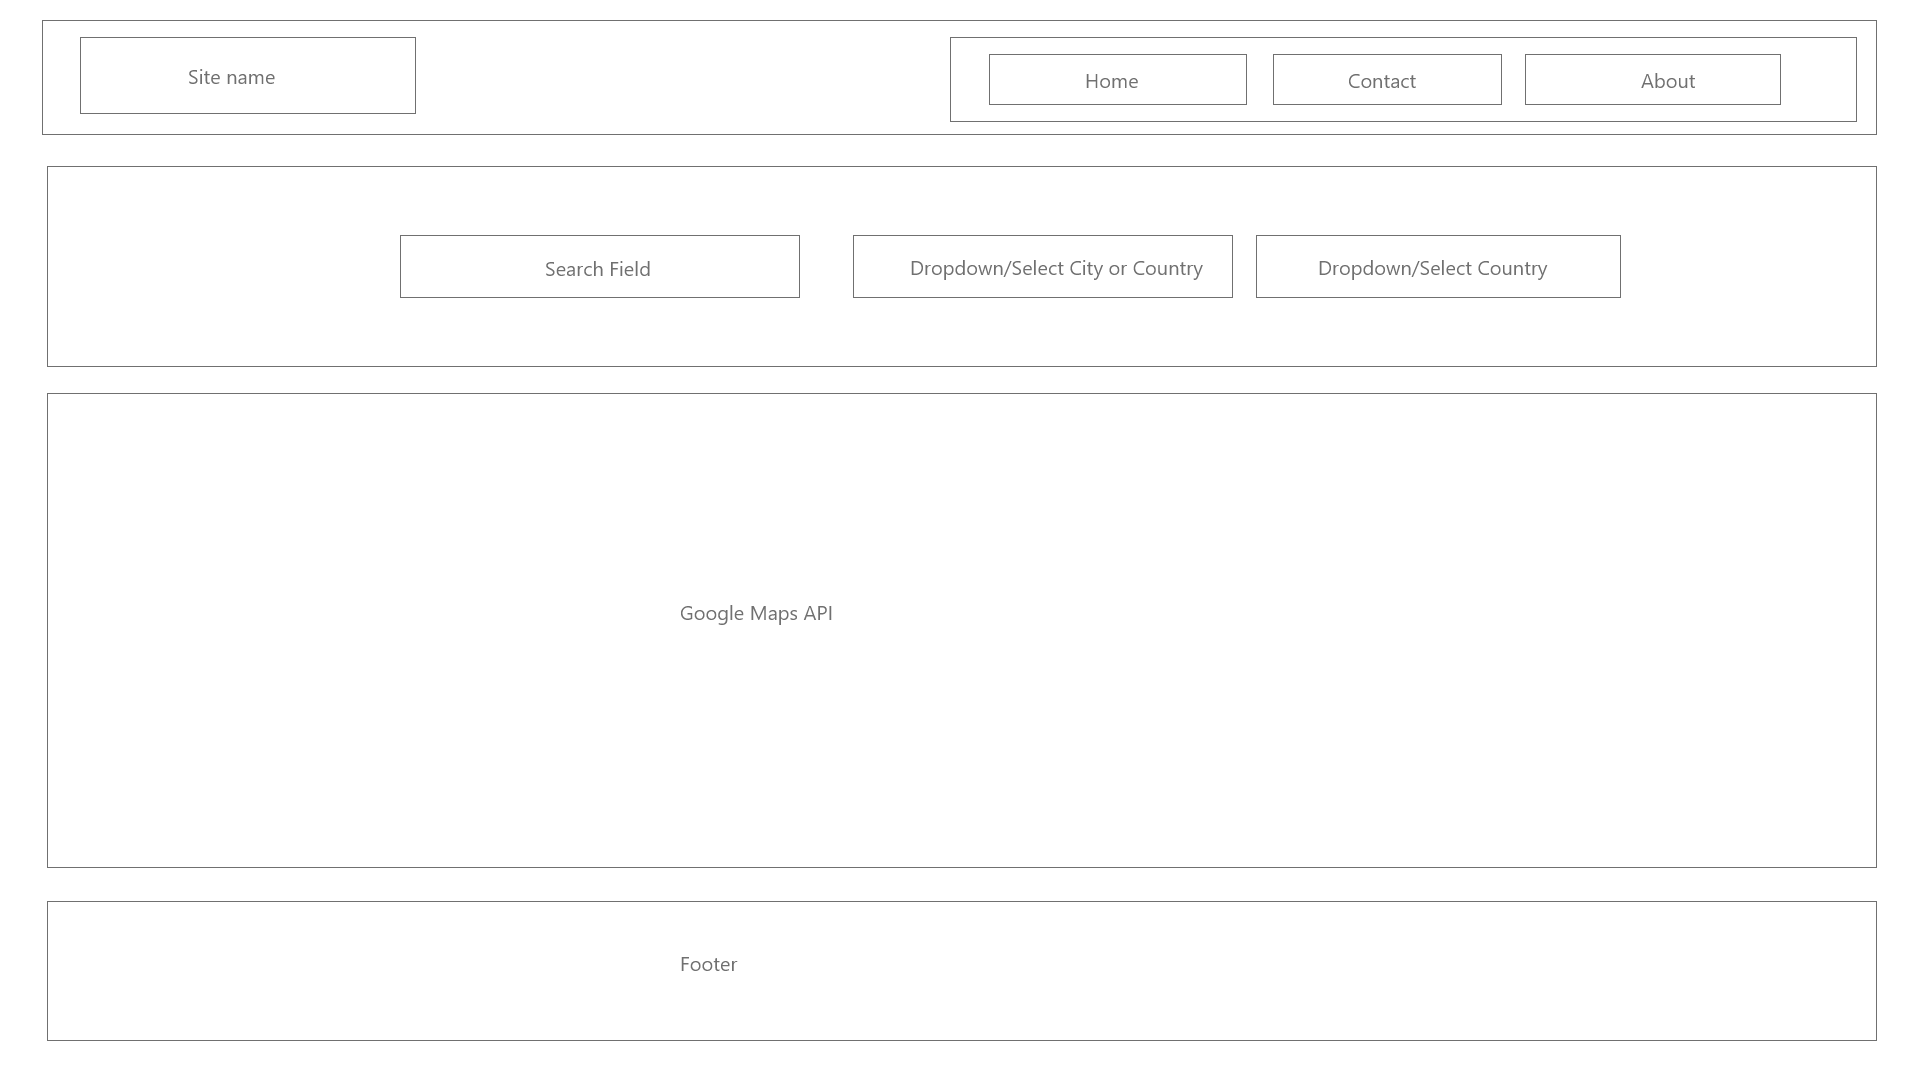 Site name
Home
Contact
About
Search Field
Dropdown/Select City or Country
Dropdown/Select Country
Google Maps API
Footer